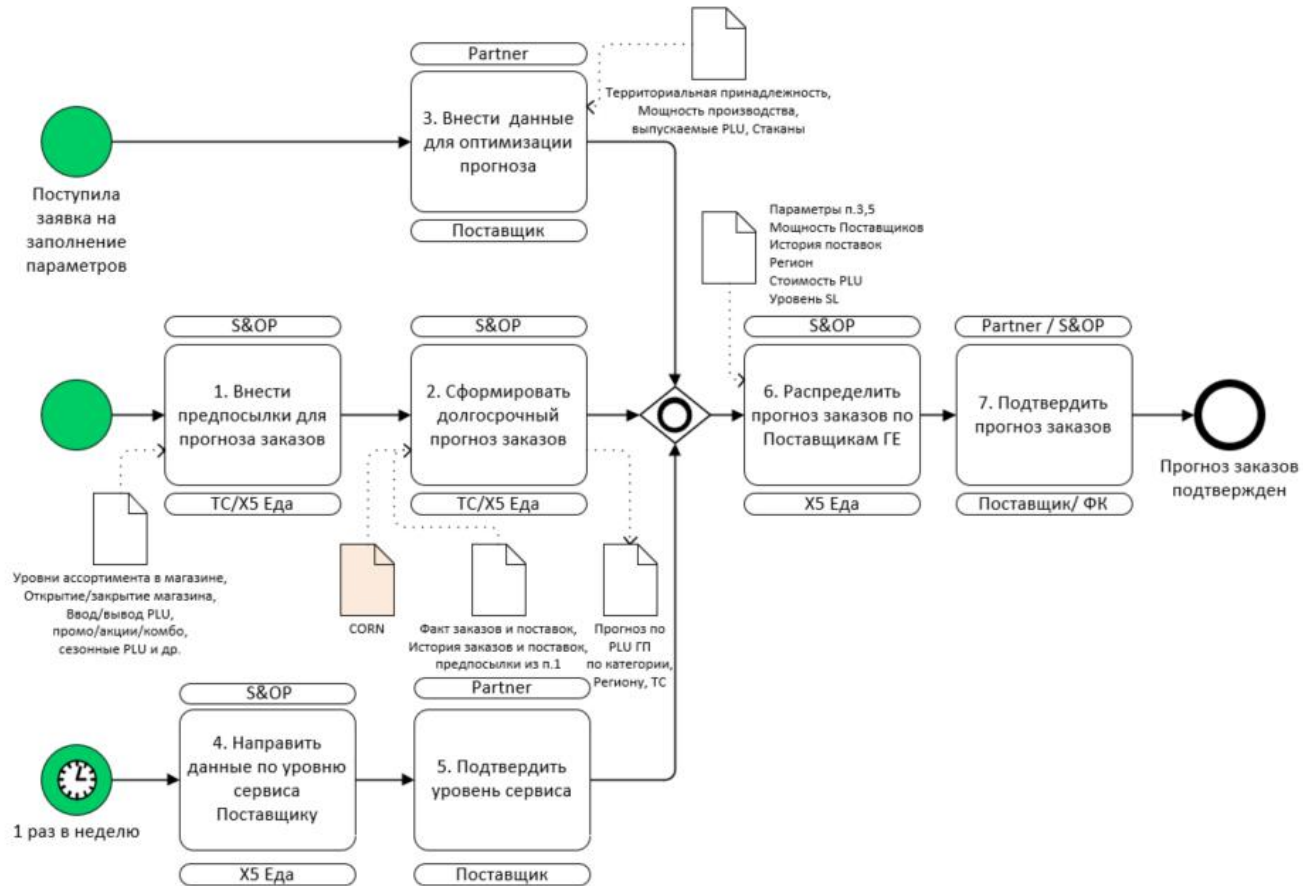 Partner
3. Внести данные
для оптимизации
прогноза
Поставщик
Территориальная принадлежность,
Мощность производства,
выпускаемые PLU, Стаканы
Поступила
заявка на
заполнение
параметров
Параметры п.3,5
Мощность Поставщиков
История поставок
Регион
Стоимость PLU
Уровень SL
S&OP
1. Внести
предпосылки для
прогноза заказов
ТС/X5 Еда
S&OP
2. Сформировать
долгосрочный
прогноз заказов
ТС/X5 Еда
S&OP
6. Распределить
прогноз заказов по
Поставщикам ГЕ
X5 Еда
Partner / S&OP
7. Подтвердить
прогноз заказов
Поставщик/ ФК
Прогноз заказов
подтвержден
Уровни ассортимента в магазине,
Открытие/закрытие магазина,
Ввод/вывод PLU,
промо/акции/комбо,
сезонные PLU и др.
CORN
Факт заказов и поставок,
История заказов и поставок,
предпосылки из п.1
Прогноз по
PLU ГП
по категории,
Региону, ТС
1 раз в неделю
S&OP
4. Направить
данные по уровню
сервиса
Поставщику
X5 Еда
Partner
5. Подтвердить
уровень сервиса
Поставщик